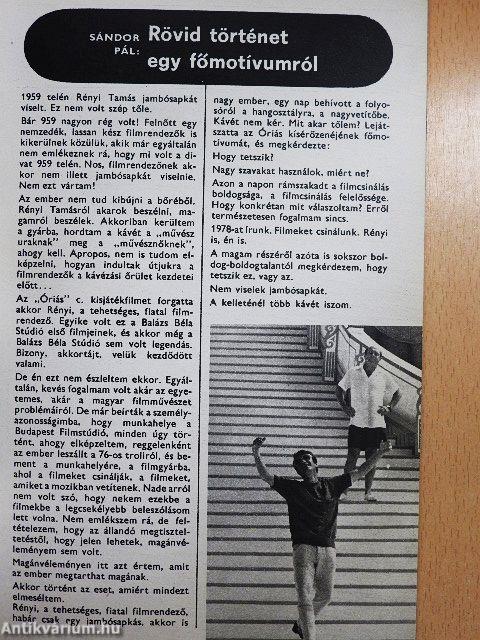 SÁNDOR
PÁL:
Rövid történet
egy főmotívumról
1959 telén Rényi Tamás jambósapkát
viselt. Ez nem volt szép tőle.
Bár 959 nagyon rég volt! Felnőtt egy
nemzedék, lassan kész filmrendezők is
kikerülnek közülük, akik már egyáltalán
nem emlékeznek rá, hogy mi volt a di-
vat 959 telén. Nos, filmrendezőnek ak-
kor nem illett jambósapkát viselnie.
Nem ezt vártam!
Az ember nem tud kibújni a bőréből.
Rényi Tamásról akarok beszélni, ma-
gamról beszélek. Akkoriban kerültem
a gyárba, hordtam a kávét a „művész
uraknak” meg a „művésznőknek”,
ahogy kell. Apropos, nem is tudom el-
képzelni, hogyan indultak útjukra a
filmrendezők a kávézási őrület kezdetei
előtt...
Az „Óriás” c. kisjátékfilmet forgatta
akkor Rényi, a tehetséges, fiatal film-
rendező. Egyike volt ez a Balázs Béla
Stúdió első filmjeinek, és akkor még a
Balázs Béla Stúdió sem volt legendás.
Bizony, akkortájt, velük kezdődött
valami.
De én ezt nem észleltem ekkor. Egyál-
talán, kevés fogalmam volt akár az egye-
temes, akár a magyar filmművészet
problémáiról. De már beírták a személy-
azonosságimba, hogy munkahelye a
Budapest Filmstúdió, minden úgy tör-
tént, ahogy elképzeltem, reggelenként
az ember leszállt a 76-os troliról, és be-
ment a munkahelyére, a filmgyárba,
ahol a filmeket csinálják, a filmeket,
amiket a mozikban vetítenek. Nade arról
nem volt szó, hogy nekem ezekbe a
filmekbe a legcsekélyebb beleszólásom
lett volna. Nem emlékszem rá, de fel-
tételezem, hogy az állandó megtisztel-
tetéstől, hogy jelen lehetek, magánvé-
leményem sem volt.
Magánvéleményen itt azt értem, amit
az ember megtarthat magának.
Akkor történt az eset, amiért mindezt
elmeséltem.
Rényi, a tehetséges, fiatal filmrendező,
habár csak egy jambósapkás, akkor is
nagy ember, egy nap behívott a folyo-
sóról a hangosztályra, a nagyvetítőbe.
Kávét nem kér. Mit akar tőlem? Leját-
szatta az Óriás kísérőzenéjének főmo-
tívumát, és megkérdezte:
Hogy tetszik?
Nagy szavakat használok, miért ne?
Azon a napon rámszakadt a filmcsinálás
boldogsága, a filmcsinálás felelőssége.
Hogy konkrétan mit válaszoltam? Erről
természetesen fogalmam sincs.
1978-at írunk. Filmeket csinálunk. Rényi
is, én is.
A magam részéről azóta is sokszor bol-
dog-boldogtalantól megkérdezem, hogy
tetszik ez, vagy az.
Nem viselek jambósapkát.
A kelleténél több kávét iszom.
Antikvarium.hu